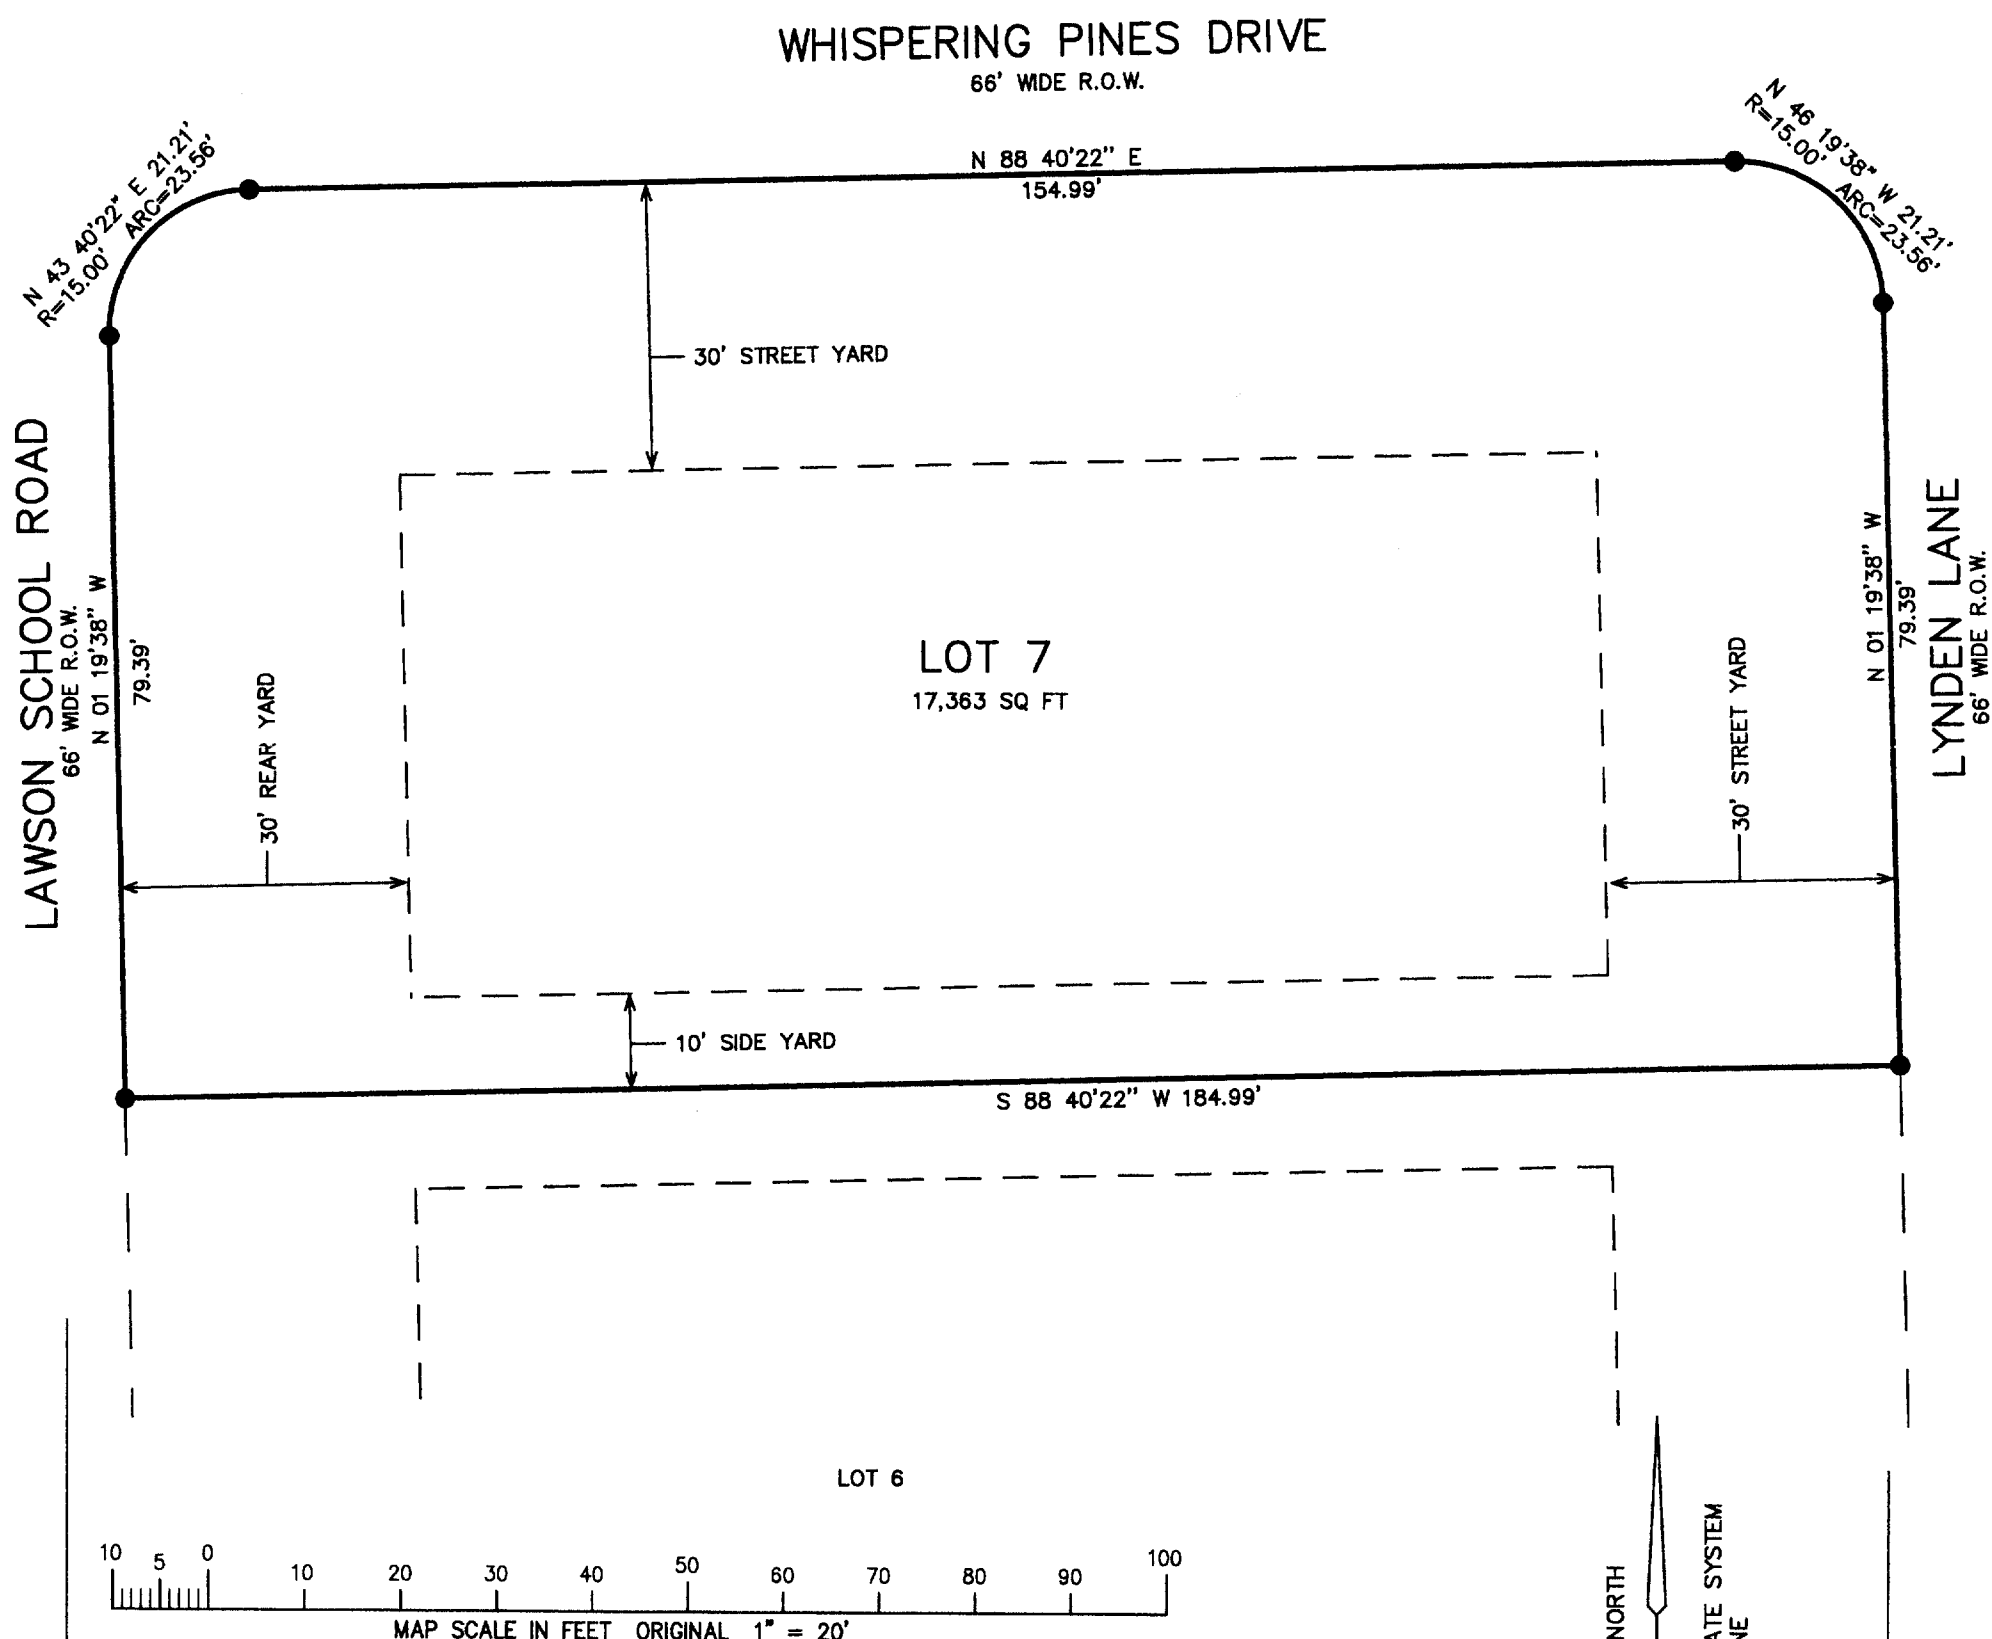 WHISPERING PINES DRIVE
66' WIDE R.O.W.
N 43 40'22" E 21.21'
R=15.00' ARC=23.56'
N 88 40'22" E
154.99'
N 46 19'38" W 21.21'
R=15.00' ARC=23.56'
30' STREET YARD
LAWSON SCHOOL ROAD
66' WIDE R.O.W.
N 01 19'38" W
79.39'
30' REAR YARD
LOT 7
17,363 SQ FT
30' STREET YARD
N 01 19'38" W
79.39'
LYNDEN LANE
66' WIDE R.O.W.
10' SIDE YARD
S 88 40'22" W 184.99'
LOT 6
10 5 0 10 20 30 40 50 60 70 80 90 100
MAP SCALE IN FEET ORIGINAL 1" = 20'
NORTH
SYSTEM